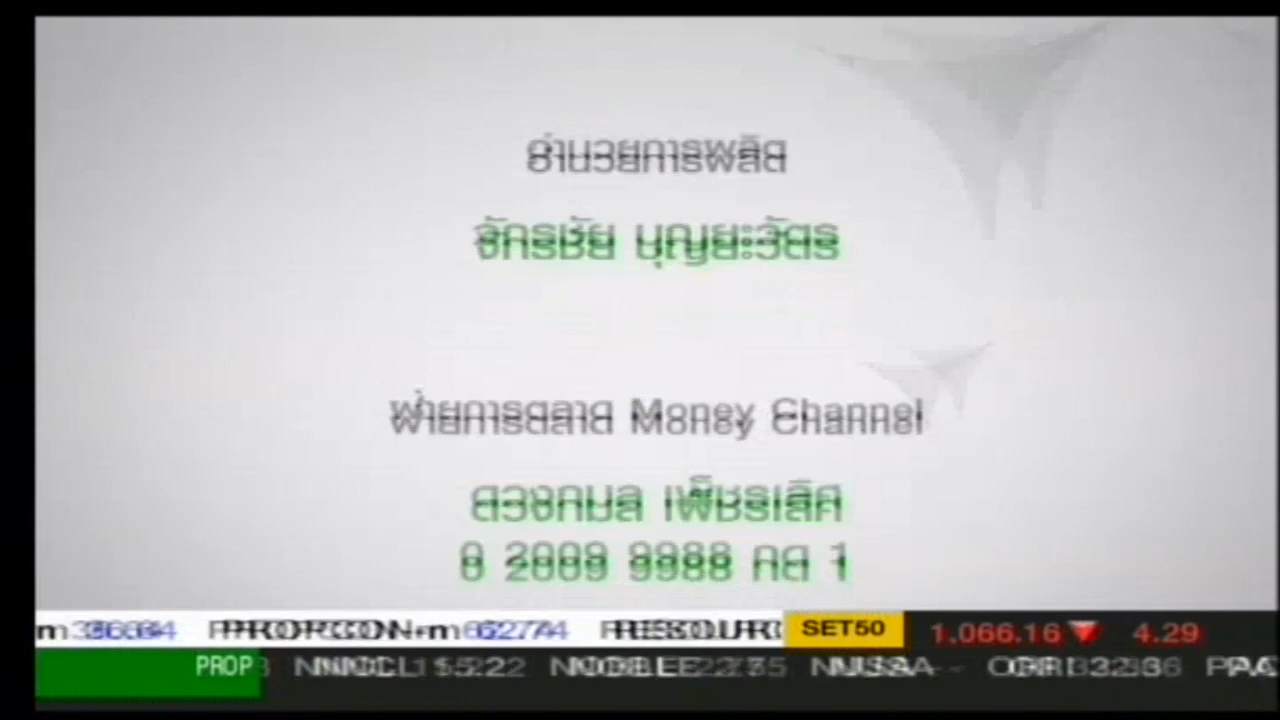 อำนวยการผลิต
จักรชัย บุญยะวัตร
ฝ่ายการตลาด Money Channel
ดวงกมล เพ็ชรเลิศ
0 2009 9988 กด 1
PROPCON m SET50 1,066.16 4.29
PROP NOBLE NUSA